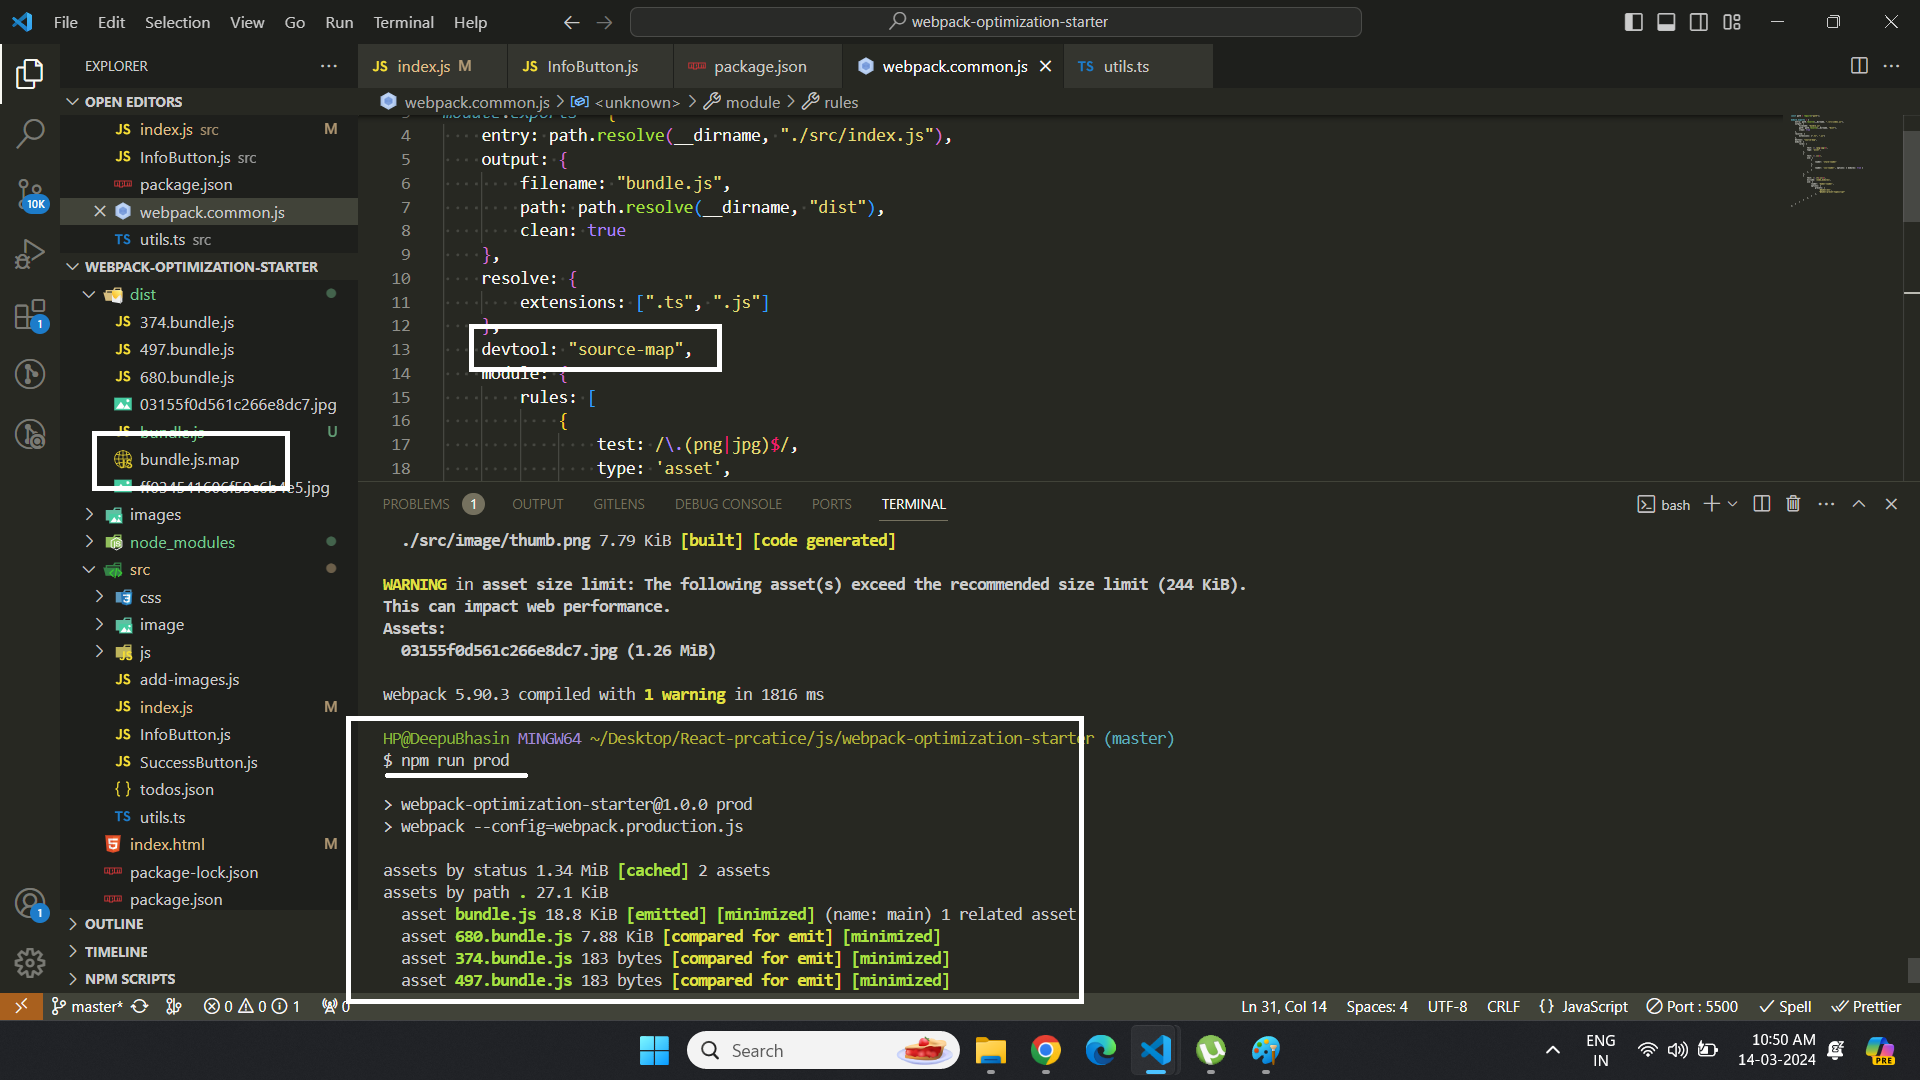 File Edit Selection View Go Run Terminal Help
webpack-optimization-starter
EXPLORER
OPEN EDITORS
JS index.js src M
JS InfoButton.js src
package.json
webpack.common.js
TS utils.ts src
WEBPACK-OPTIMIZATION-STARTER
dist
JS 374.bundle.js
JS 497.bundle.js
JS 680.bundle.js
03155f0d561c266e8dc7.jpg
JS bundle.js U
bundle.js.map
ff034541606f59c6b4e5.jpg
images
node_modules
src
css
image
js
JS add-images.js
JS index.js M
JS InfoButton.js
JS SuccessButton.js
{} todos.json
TS utils.ts
index.html M
package-lock.json
package.json
OUTLINE
TIMELINE
NPM SCRIPTS
10K
1
1
JS index.js M
JS InfoButton.js
package.json
webpack.common.js
TS utils.ts
webpack.common.js > <unknown> > module > rules
module.exports = {
4 entry: path.resolve(__dirname, "./src/index.js"),
5 output: {
6 filename: "bundle.js",
7 path: path.resolve(__dirname, "dist"),
8 clean: true
9 },
10 resolve: {
11 extensions: [".ts", ".js"]
12 },
13 devtool: "source-map",
14 module: {
15 rules: [
16 {
17 test: /\.(png|jpg)$/,
18 type: 'asset',
PROBLEMS 1 OUTPUT GITLENS DEBUG CONSOLE PORTS TERMINAL
bash
./src/image/thumb.png 7.79 KiB [built] [code generated]
WARNING in asset size limit: The following asset(s) exceed the recommended size limit (244 KiB).
This can impact web performance.
Assets:
03155f0d561c266e8dc7.jpg (1.26 MiB)
webpack 5.90.3 compiled with 1 warning in 1816 ms
HP@DeepuBhasin MINGW64 ~/Desktop/React-prcatice/js/webpack-optimization-starter (master)
$ npm run prod
> webpack-optimization-starter@1.0.0 prod
> webpack --config=webpack.production.js
assets by status 1.34 MiB [cached] 2 assets
assets by path . 27.1 KiB
asset bundle.js 18.8 KiB [emitted] [minimized] (name: main) 1 related asset
asset 680.bundle.js 7.88 KiB [compared for emit] [minimized]
asset 374.bundle.js 183 bytes [compared for emit] [minimized]
asset 497.bundle.js 183 bytes [compared for emit] [minimized]
master* 0 0 1 0
Ln 31, Col 14 Spaces: 4 UTF-8 CRLF {} JavaScript Port : 5500 Spell Prettier
Search
ENG
IN
10:50 AM
14-03-2024
PRE